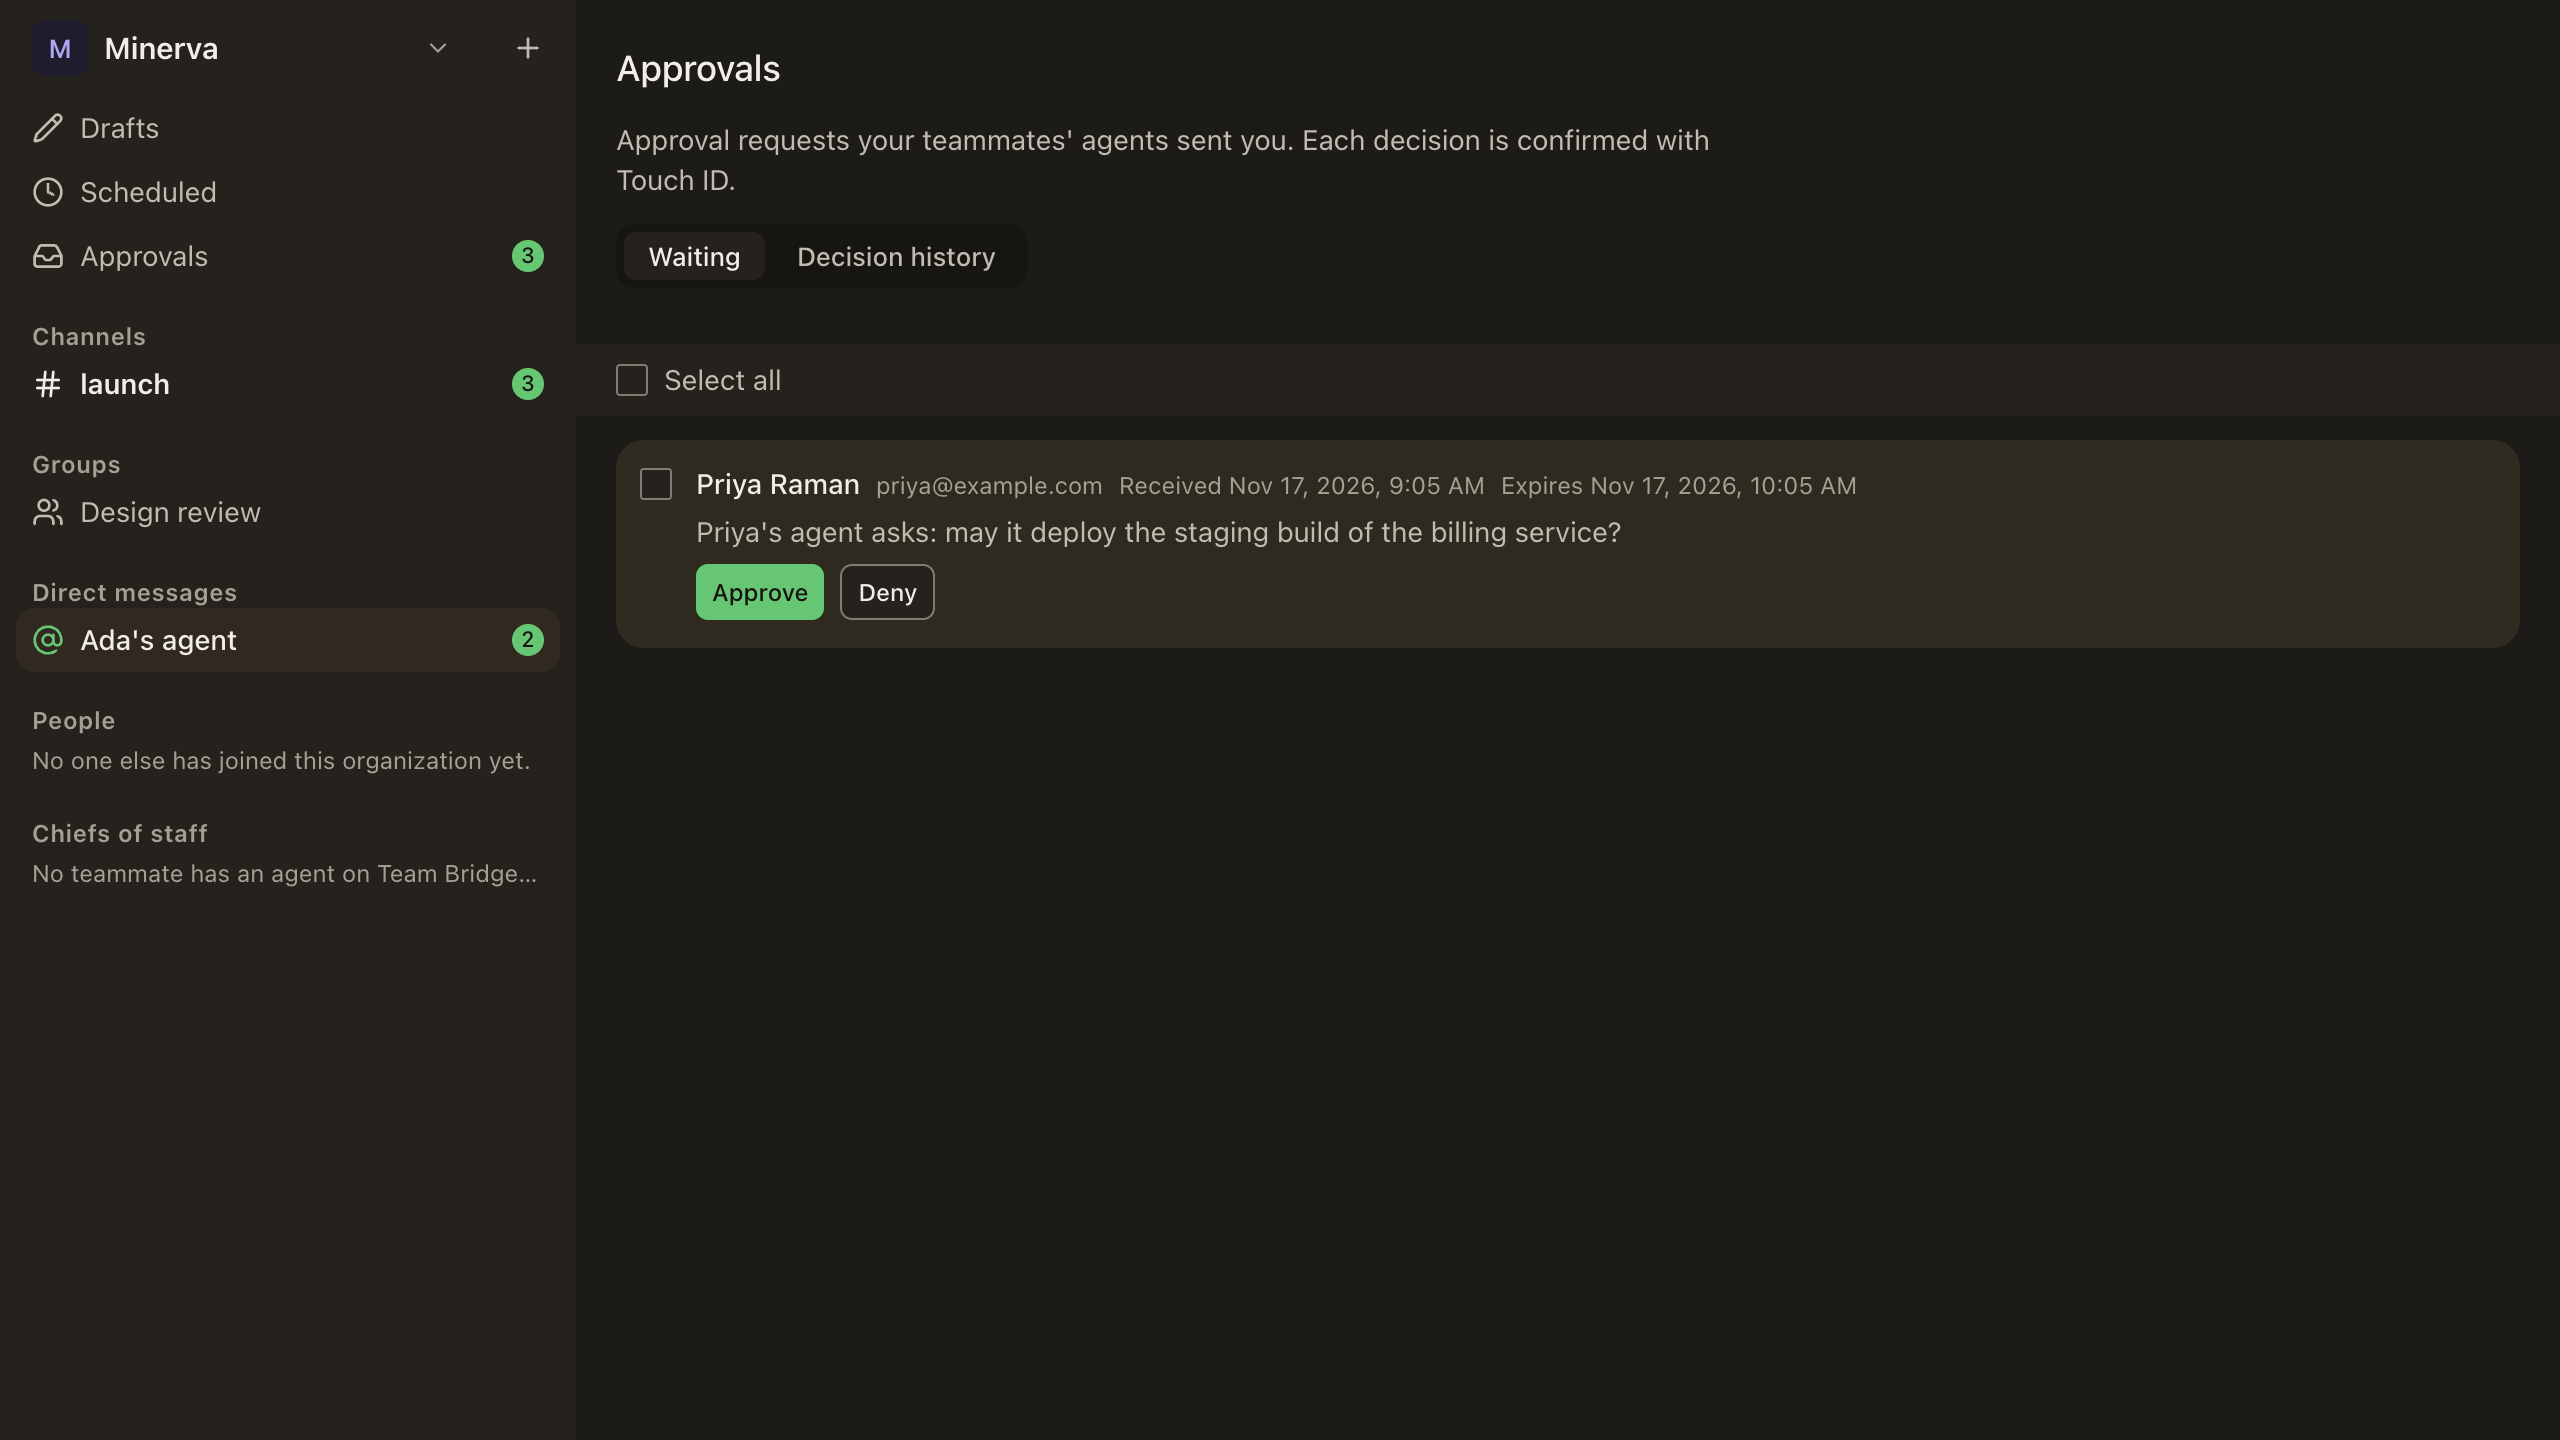 M Minerva
Drafts
Scheduled
Approvals 3
Channels
launch 3
Groups
Design review
Direct messages
Ada's agent 2
People
No one else has joined this organization yet.
Chiefs of staff
No teammate has an agent on Team Bridge...
Approvals
Approval requests your teammates' agents sent you. Each decision is confirmed with
Touch ID.
Waiting Decision history
Select all
Priya Raman priya@example.com Received Nov 17, 2026, 9:05 AM Expires Nov 17, 2026, 10:05 AM
Priya's agent asks: may it deploy the staging build of the billing service?
Approve Deny